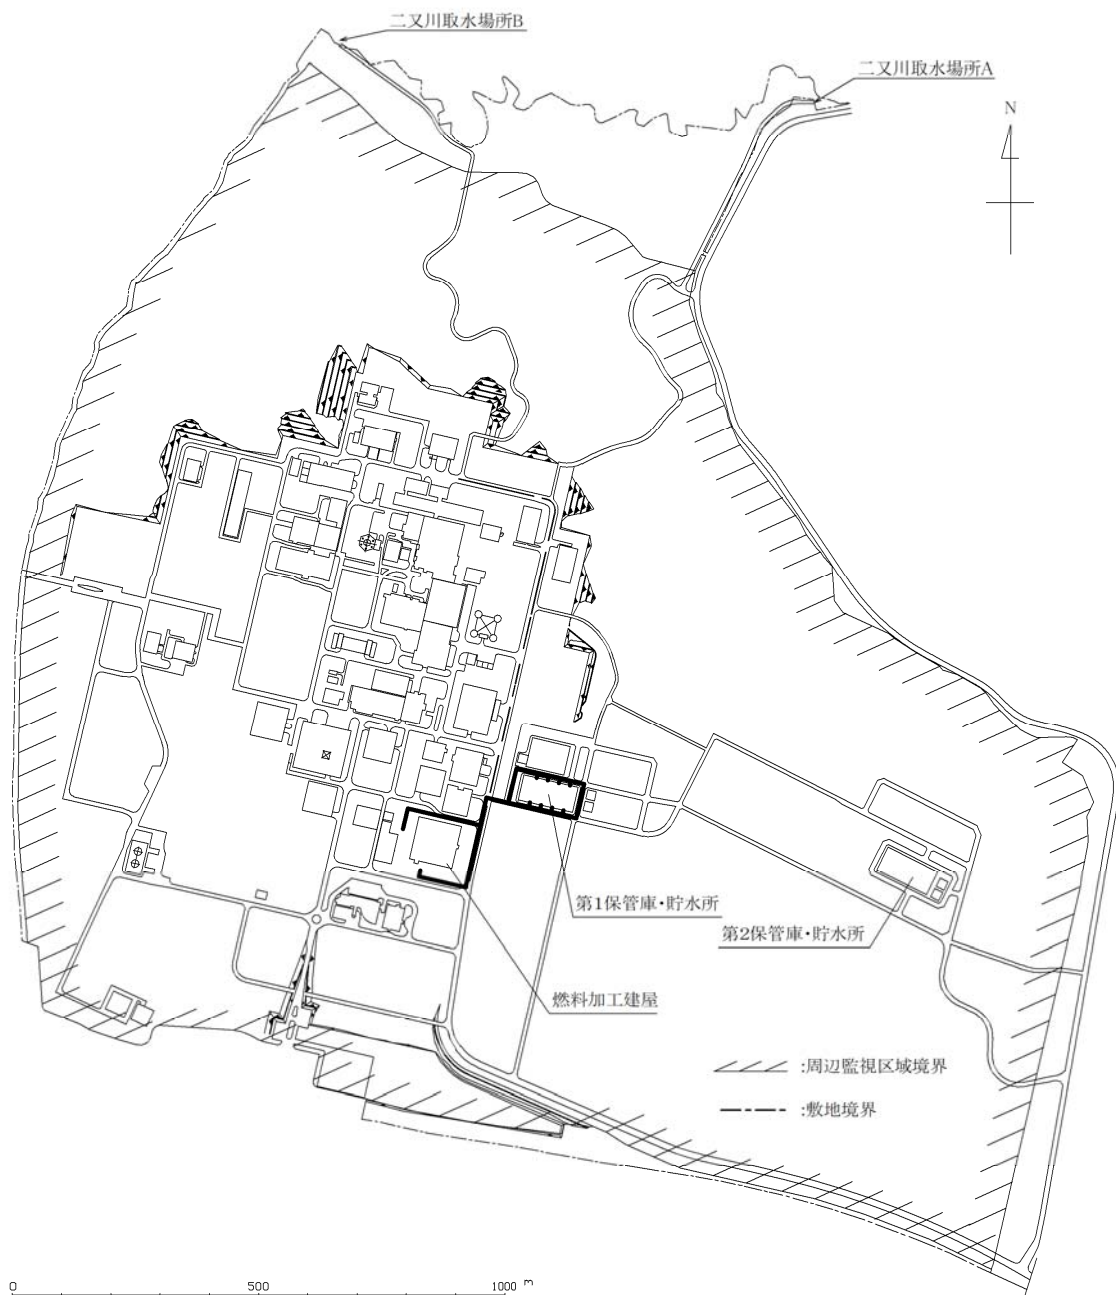 二又川取水場所B
二又川取水場所A
N
第1保管庫・貯水所
第2保管庫・貯水所
燃料加工建屋
:周辺監視区域境界
:敷地境界
0 500 1000 m